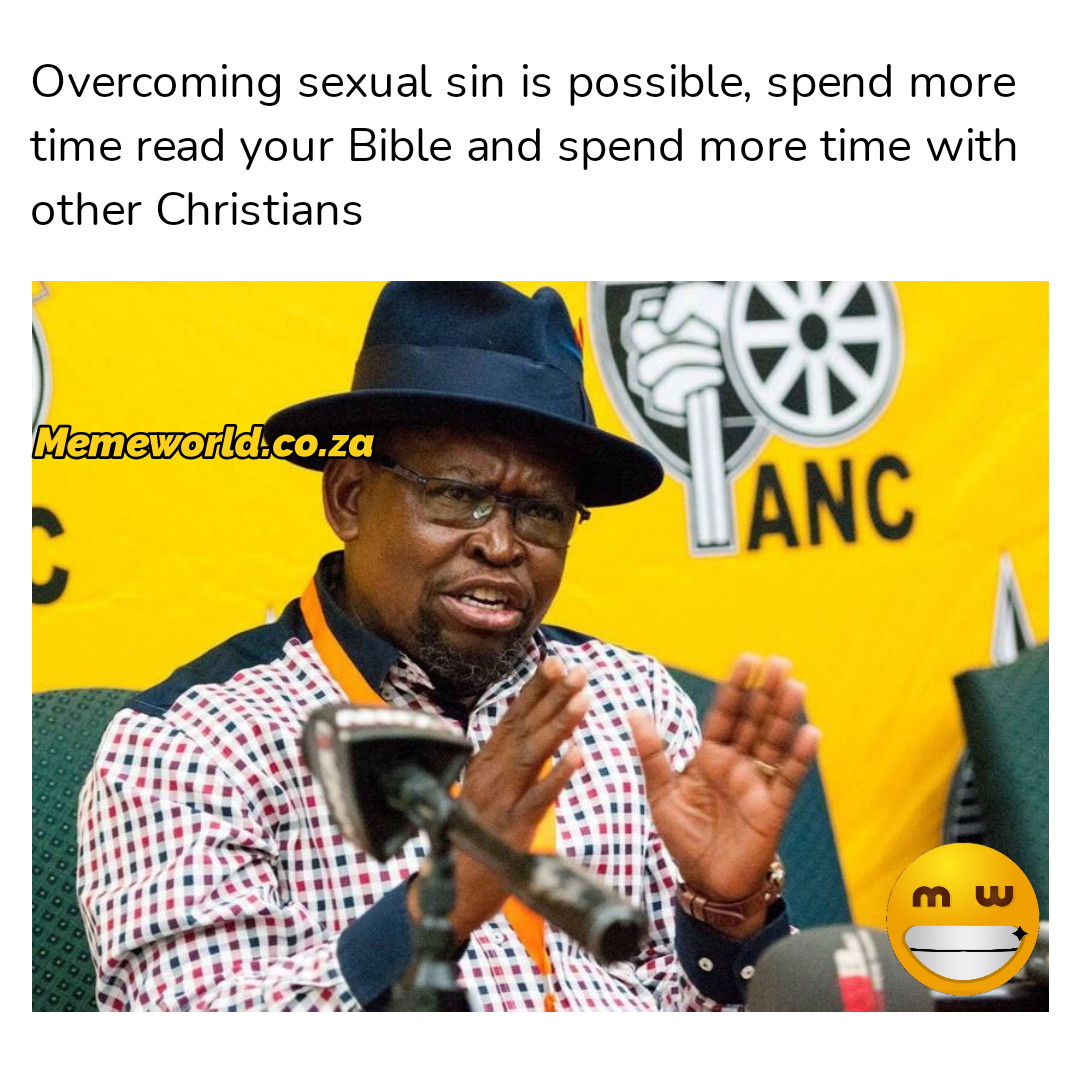 Overcoming sexual sin is possible, spend more
time read your Bible and spend more time with
other Christians
Memeworld.co.za
ANC
C
A
m w